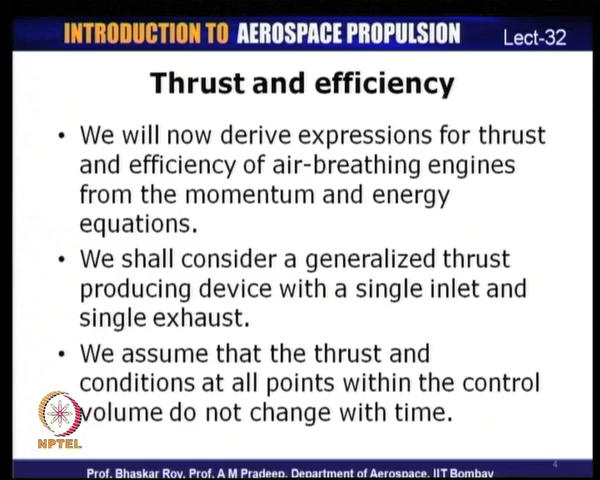 INTRODUCTION TO AEROSPACE PROPULSION Lect-32
Thrust and efficiency
• We will now derive expressions for thrust
and efficiency of air-breathing engines
from the momentum and energy
equations.
• We shall consider a generalized thrust
producing device with a single inlet and
single exhaust.
• We assume that the thrust and
conditions at all points within the control
volume do not change with time.
NPTEL
4
Prof. Bhaskar Roy, Prof. A M Pradeep, Department of Aerospace, IIT Bombay